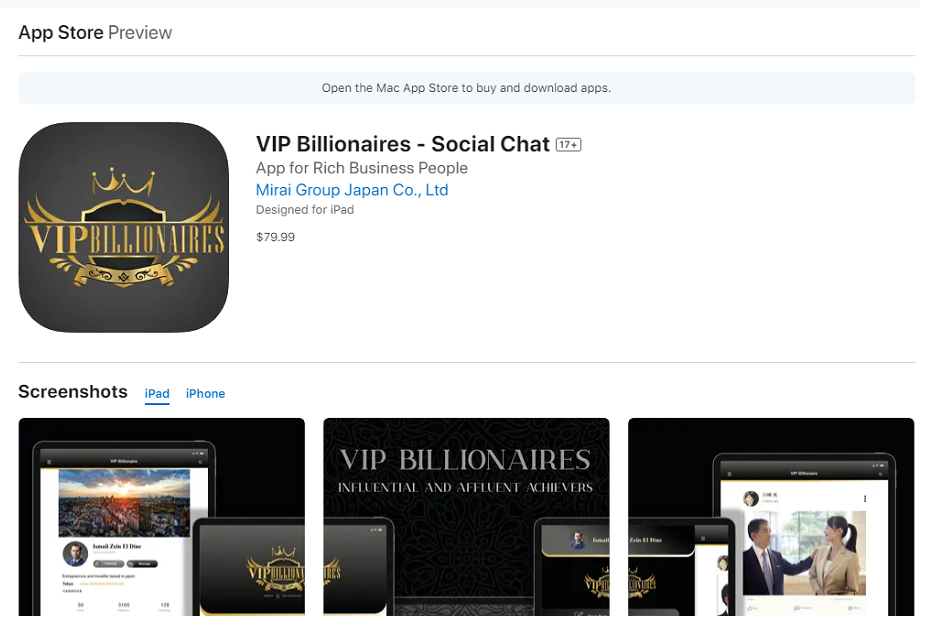 App Store Preview
Open the Mac App Store to buy and download apps.
VIP Billionaires - Social Chat 17+
App for Rich Business People
Mirai Group Japan Co., Ltd
Designed for iPad
$79.99
VIPBILLIONAIRES
Screenshots iPad iPhone
VIP Billionaire
Ismail Zein El Dine
Entrepreneur and traveller based in japan
Tokyo
50 3100 120
VIPBILLION
VIP BILLIONAIRES
INFLUENTIAL AND AFFLUENT ACHIEVERS
AIRES
Ismail Zein El Dine
VIPBILLIONAIRES
VIP Billionaire